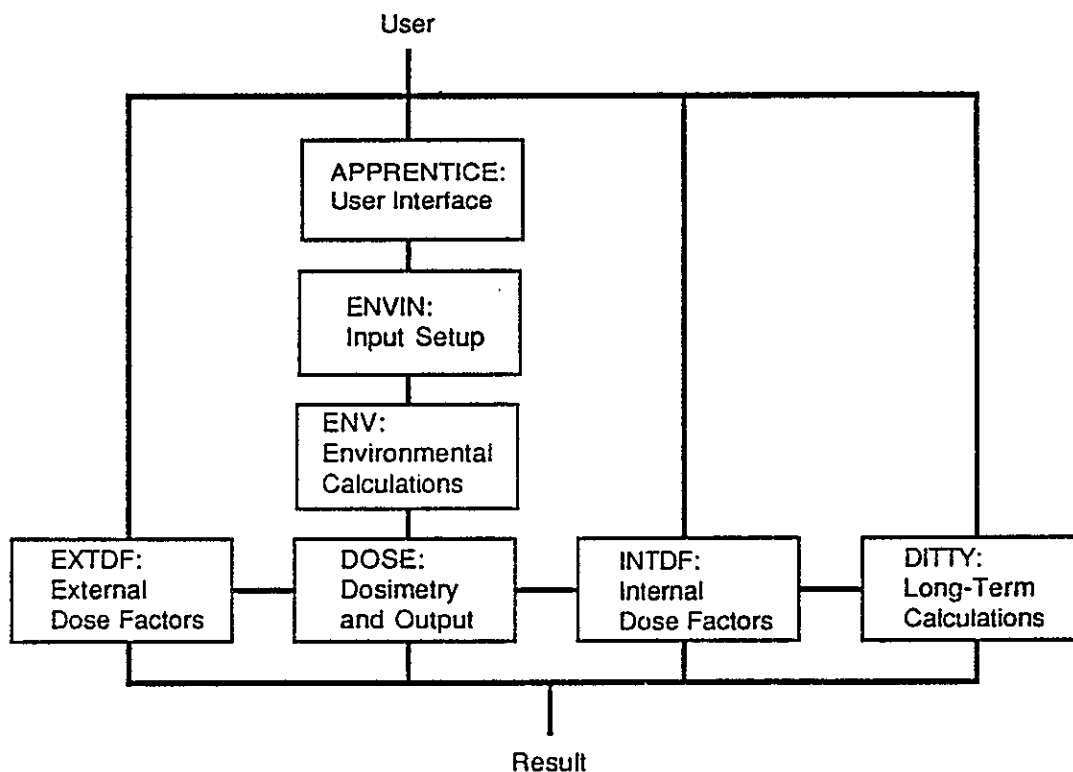 User
APPRENTICE:
User Interface
ENVIN:
Input Setup
ENV:
Environmental
Calculations
EXTDF:
External
Dose Factors
DOSE:
Dosimetry
and Output
INTDF:
Internal
Dose Factors
DITTY:
Long-Term
Calculations
Result